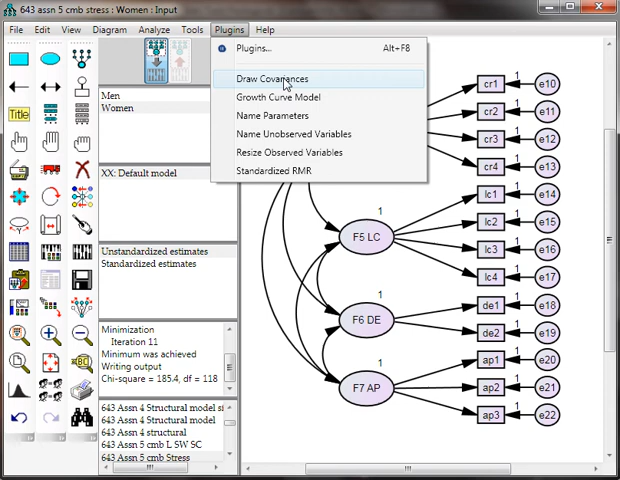 643 assn 5 cmb stress : Women : Input
File Edit View Diagram Analyze Tools Plugins Help
Plugins... Alt+F8
Draw Covariances
Growth Curve Model
Name Parameters
Name Unobserved Variables
Resize Observed Variables
Standardized RMR
Title
Men
Women
XX: Default model
Unstandardized estimates
Standardized estimates
Minimization
Iteration 11
Minimum was achieved
Writing output
Chi-square = 185.4, df = 118
643 Assn 4 Structural model si
643 Assn 4 Structural model
643 Assn 4 structural
643 Assn 5 cmb L SW SC
643 Assn 5 cmb Stress
cr1 1 e10
cr2 1 e11
cr3 1 e12
cr4 1 e13
1
F5 LC
lc1 1 e14
lc2 1 e15
lc3 1 e16
lc4 1 e17
1
F6 DE
de1 1 e18
de2 1 e19
1
F7 AP
ap1 1 e20
ap2 1 e21
ap3 1 e22